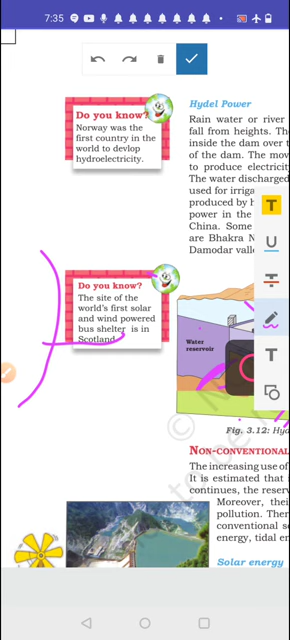 7:35
Do you know?
Norway was the
first country in the
world to devlop
hydroelectricity.
Hydel Power
Rain water or river
fall from heights. Th
inside the dam over t
of the dam. The mov
to produce electricit
The water discharged
used for irriga
produced by h
power in the
China. Some
are Bhakra N
Damodar valle
Do you know?
The site of the
world's first solar
and wind powered
bus shelter is in
Scotland.
Water
reservoir
Fig. 3.12: Hyd
NON-CONVENTIONAL
The increasing use of
It is estimated that
continues, the reser
Moreover, thei
pollution. Ther
conventional s
energy, tidal en
Solar energy
T
U
T
T